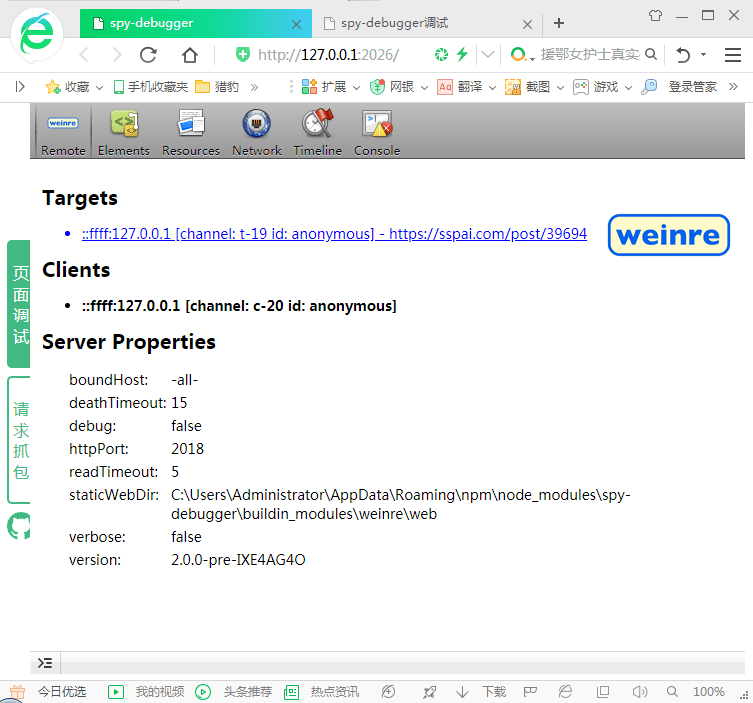 spy-debugger
spy-debugger调试
http://127.0.0.1:2026/
援鄂女护士真实
收藏 手机收藏夹 猎豹 » 扩展 网银 Aa 翻译 截图 游戏 登录管家 »
weinre
Remote Elements Resources Network Timeline Console
Targets
::ffff:127.0.0.1 [channel: t-19 id: anonymous] - https://sspai.com/post/39694
weinre
Clients
::ffff:127.0.0.1 [channel: c-20 id: anonymous]
Server Properties
boundHost: -all-
deathTimeout: 15
debug: false
httpPort: 2018
readTimeout: 5
staticWebDir: C:\Users\Administrator\AppData\Roaming\npm\node_modules\spy-
debugger\buildin_modules\weinre\web
verbose: false
version: 2.0.0-pre-IXE4AG4O
页面调试
请求抓包
今日优选 我的视频 头条推荐 热点资讯 下载 100%